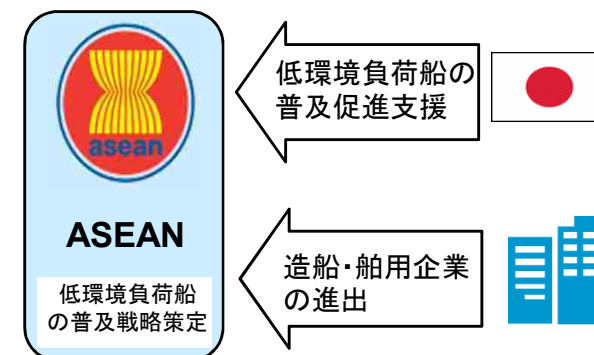 asean
ASEAN
低環境負荷船
の普及戦略策定
低環境負荷船の
普及促進支援
造船・舶用企業
の進出